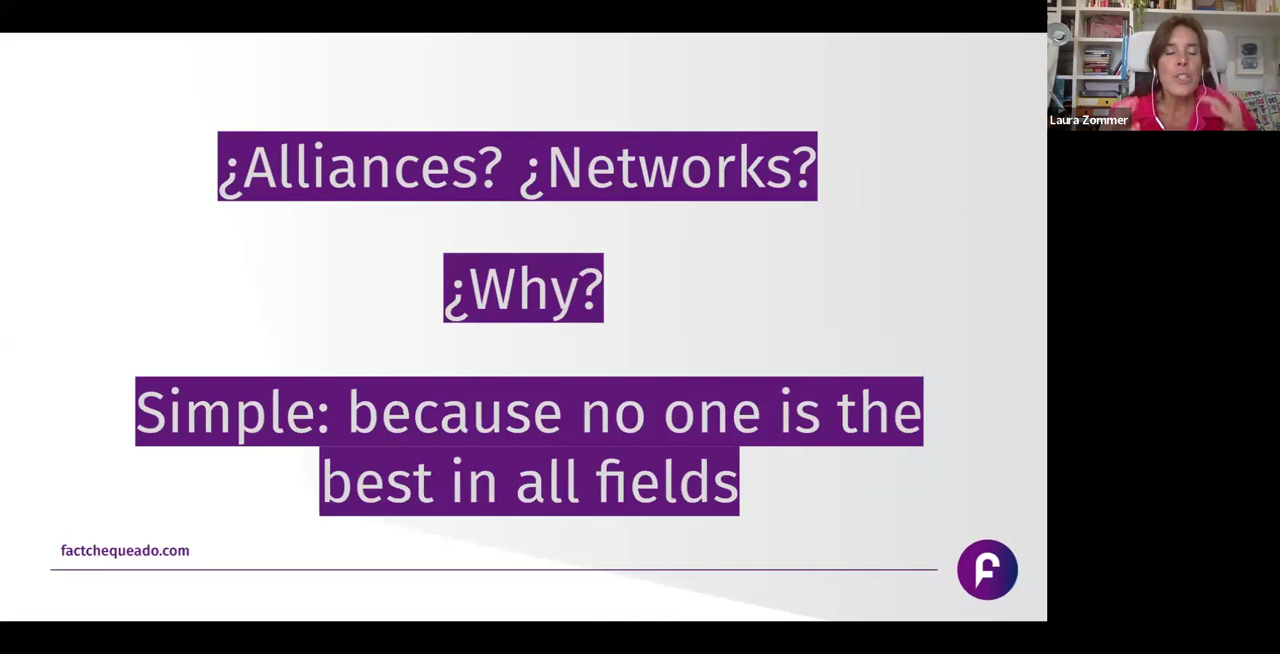 ¿Alliances? ¿Networks?
¿Why?
Simple: because no one is the
best in all fields
factchequeado.com
Laura Zommer